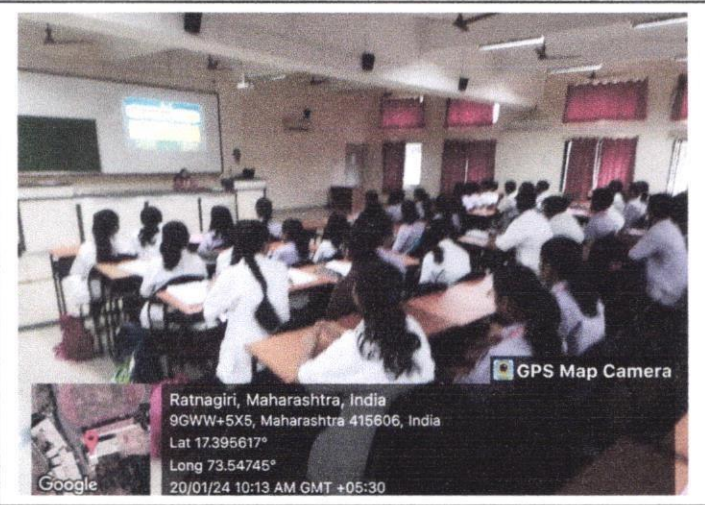 GPS Map Camera
Ratnagiri, Maharashtra, India
9GWW+5X5, Maharashtra 415606, India
Lat 17.395617°
Long 73.54745°
20/01/24 10:13 AM GMT +05:30
Google